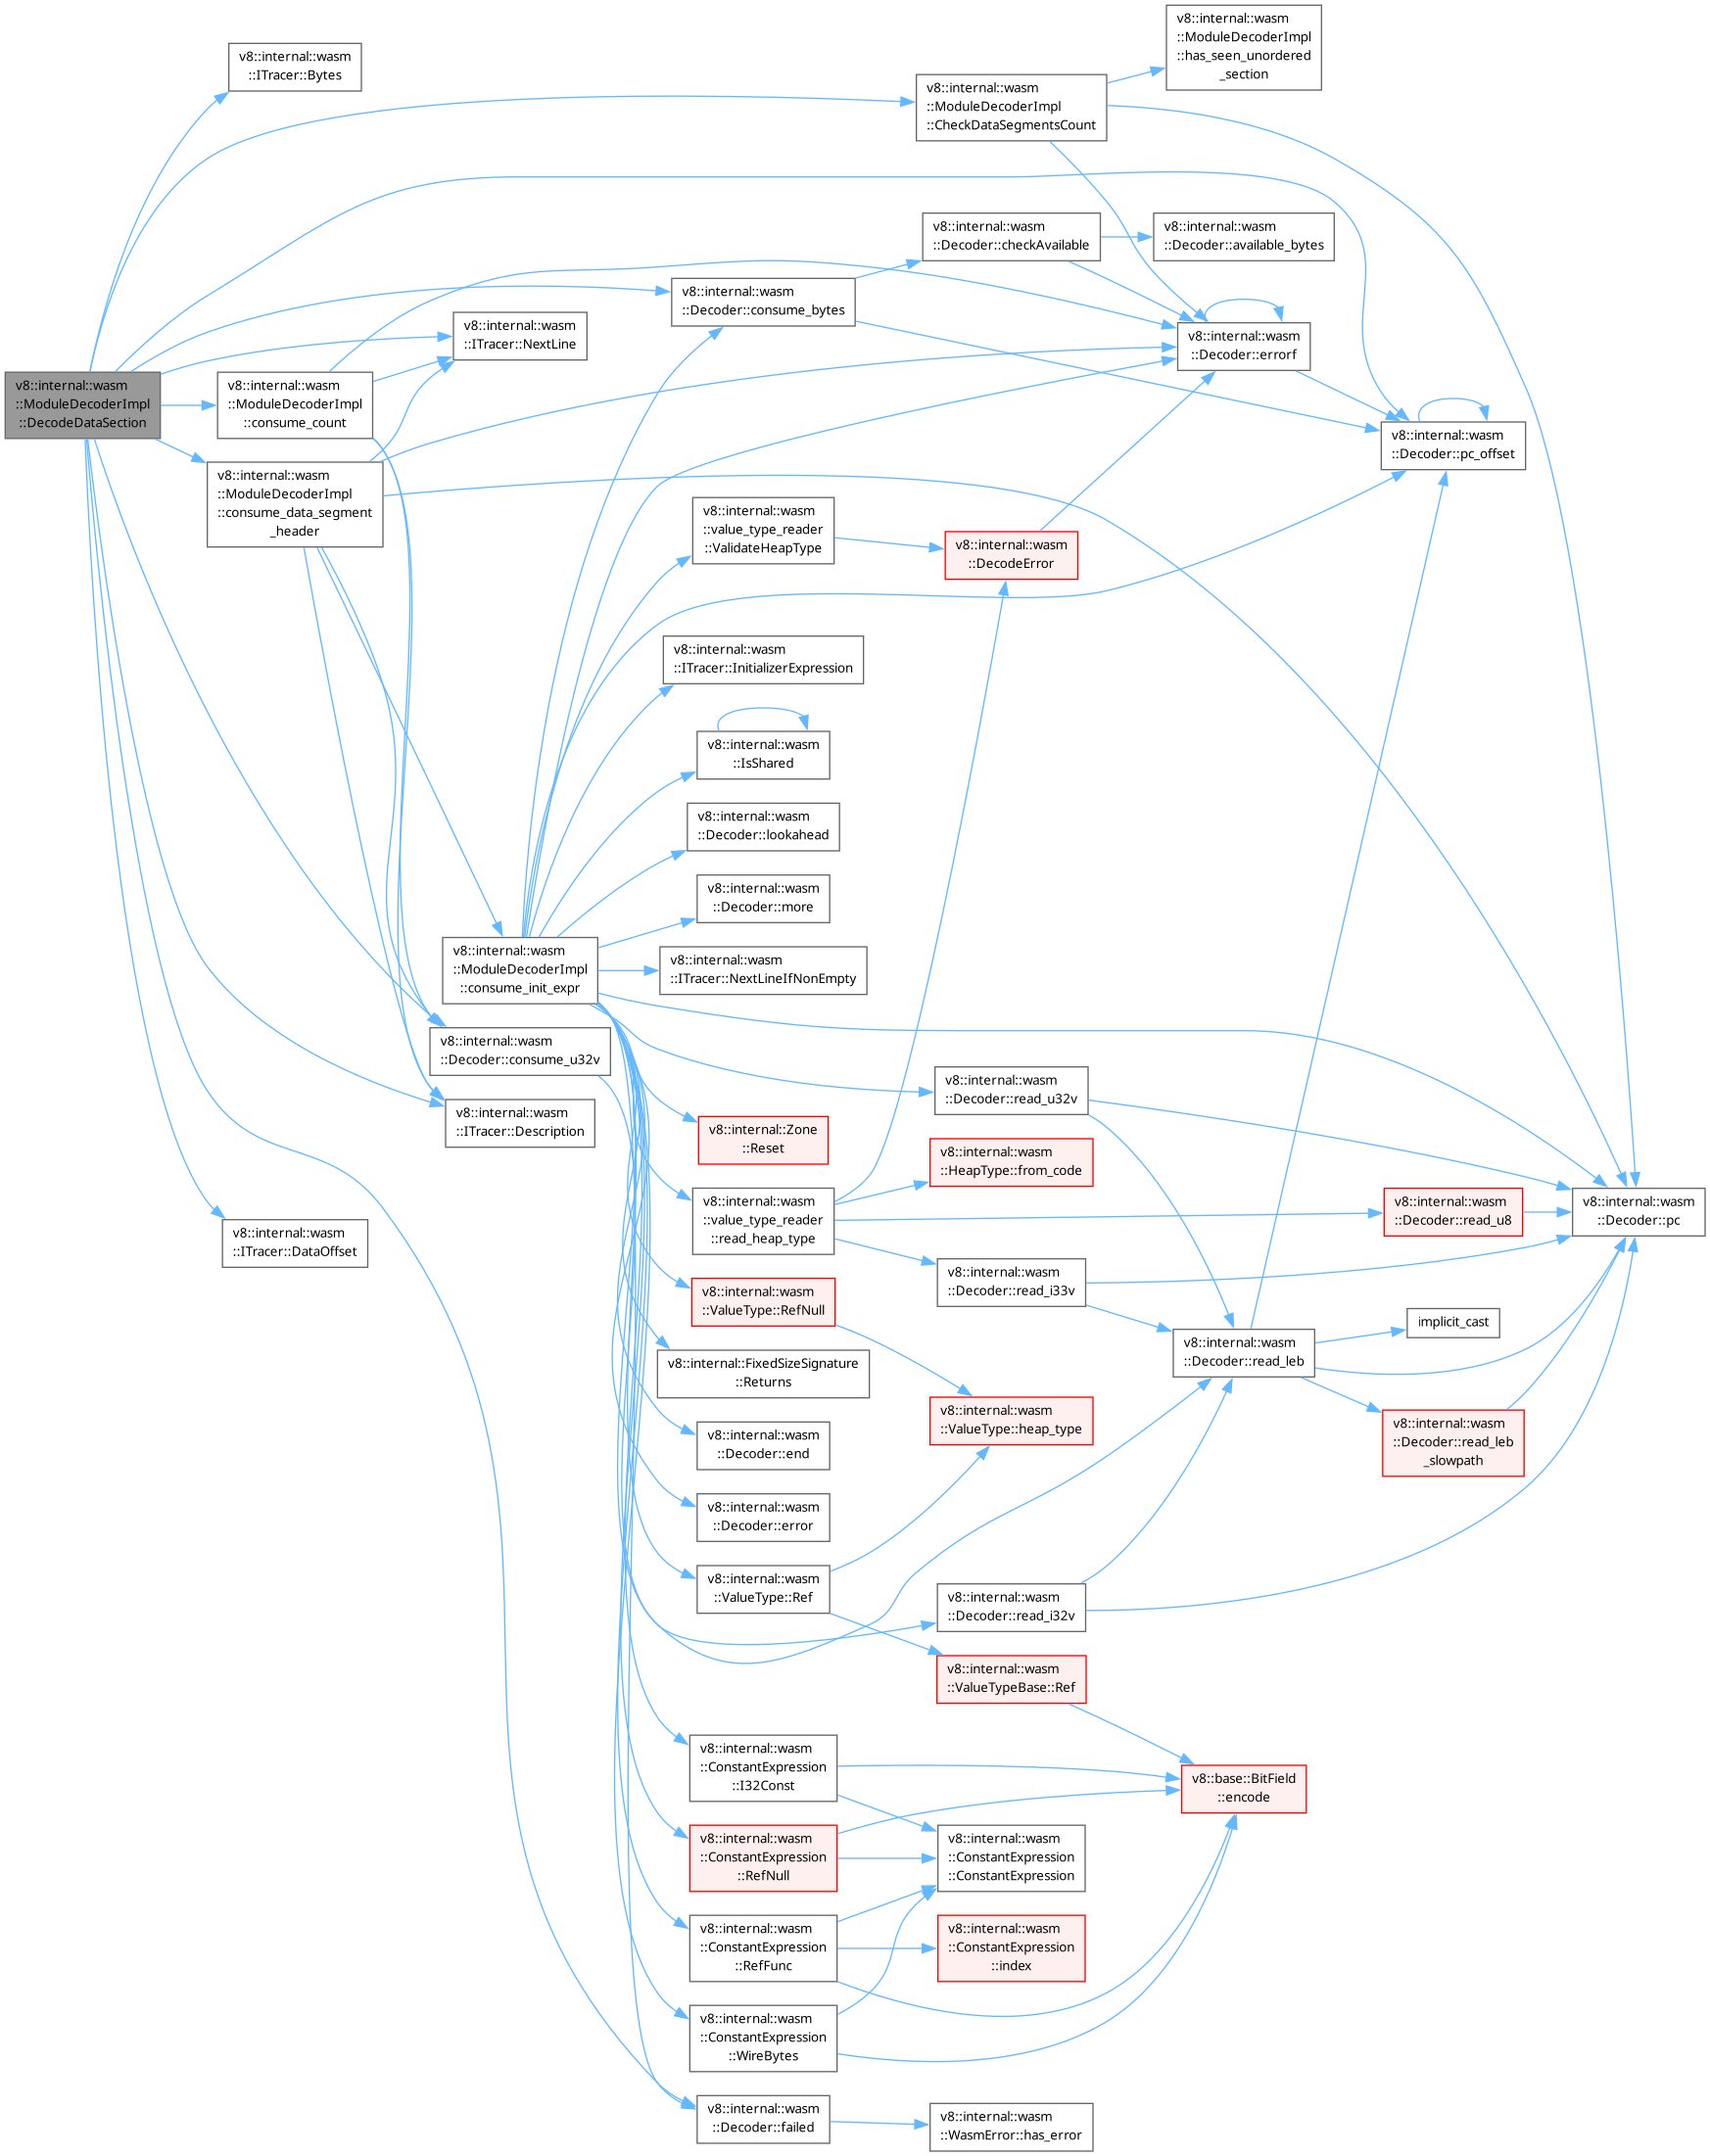 v8::internal::wasm
::ModuleDecoderImpl
::DecodeDataSection
v8::internal::wasm
::ITracer::Bytes
v8::internal::wasm
::ModuleDecoderImpl
::consume_count
v8::internal::wasm
::ModuleDecoderImpl
::consume_data_segment
_header
v8::internal::wasm
::ITracer::DataOffset
v8::internal::wasm
::ITracer::NextLine
v8::internal::wasm
::ModuleDecoderImpl
::consume_init_expr
v8::internal::wasm
::Decoder::consume_u32v
v8::internal::wasm
::ITracer::Description
v8::internal::wasm
::Decoder::consume_bytes
v8::internal::wasm
::value_type_reader
::ValidateHeapType
v8::internal::wasm
::ITracer::InitializerExpression
v8::internal::wasm
::IsShared
v8::internal::wasm
::Decoder::lookahead
v8::internal::wasm
::Decoder::more
v8::internal::wasm
::ITracer::NextLineIfNonEmpty
v8::internal::Zone
::Reset
v8::internal::wasm
::value_type_reader
::read_heap_type
v8::internal::wasm
::ValueType::RefNull
v8::internal::FixedSizeSignature
::Returns
v8::internal::wasm
::Decoder::end
v8::internal::wasm
::Decoder::error
v8::internal::wasm
::ValueType::Ref
v8::internal::wasm
::ConstantExpression
::I32Const
v8::internal::wasm
::ConstantExpression
::RefNull
v8::internal::wasm
::ConstantExpression
::RefFunc
v8::internal::wasm
::ConstantExpression
::WireBytes
v8::internal::wasm
::Decoder::failed
v8::internal::wasm
::ModuleDecoderImpl
::CheckDataSegmentsCount
v8::internal::wasm
::Decoder::checkAvailable
v8::internal::wasm
::DecodeError
v8::internal::wasm
::Decoder::read_u32v
v8::internal::wasm
::HeapType::from_code
v8::internal::wasm
::Decoder::read_i33v
v8::internal::wasm
::ValueType::heap_type
v8::internal::wasm
::Decoder::read_i32v
v8::internal::wasm
::ValueTypeBase::Ref
v8::internal::wasm
::ConstantExpression
::ConstantExpression
v8::internal::wasm
::ConstantExpression
::index
v8::internal::wasm
::WasmError::has_error
v8::internal::wasm
::ModuleDecoderImpl
::has_seen_unordered
_section
v8::internal::wasm
::Decoder::available_bytes
v8::internal::wasm
::Decoder::errorf
v8::internal::wasm
::Decoder::read_leb
v8::base::BitField
::encode
v8::internal::wasm
::Decoder::pc_offset
v8::internal::wasm
::Decoder::read_u8
implicit_cast
v8::internal::wasm
::Decoder::read_leb
_slowpath
v8::internal::wasm
::Decoder::pc